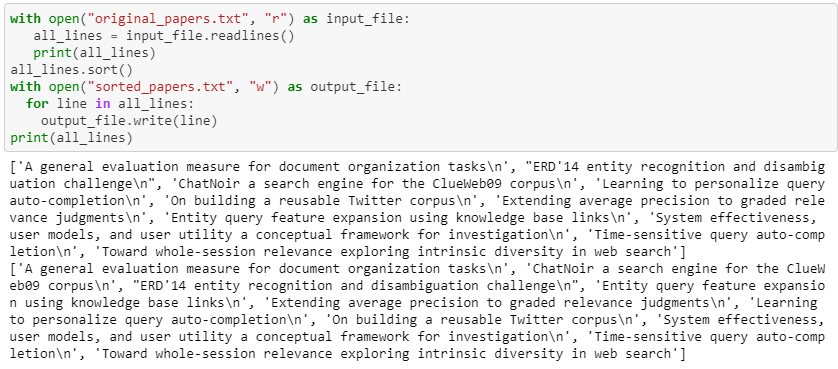 with open("original_papers.txt", "r") as input_file:
   all_lines = input_file.readlines()
   print(all_lines)
all_lines.sort()
with open("sorted_papers.txt", "w") as output_file:
  for line in all_lines:
    output_file.write(line)
print(all_lines)
['A general evaluation measure for document organization tasks\n', "ERD'14 entity recognition and disambig
uation challenge\n", 'ChatNoir a search engine for the ClueWeb09 corpus\n', 'Learning to personalize query
auto-completion\n', 'On building a reusable Twitter corpus\n', 'Extending average precision to graded rele
vance judgments\n', 'Entity query feature expansion using knowledge base links\n', 'System effectiveness,
user models, and user utility a conceptual framework for investigation\n', 'Time-sensitive query auto-comp
letion\n', 'Toward whole-session relevance exploring intrinsic diversity in web search']
['A general evaluation measure for document organization tasks\n', 'ChatNoir a search engine for the ClueW
eb09 corpus\n', "ERD'14 entity recognition and disambiguation challenge\n", 'Entity query feature expansio
n using knowledge base links\n', 'Extending average precision to graded relevance judgments\n', 'Learning
to personalize query auto-completion\n', 'On building a reusable Twitter corpus\n', 'System effectiveness,
user models, and user utility a conceptual framework for investigation\n', 'Time-sensitive query auto-comp
letion\n', 'Toward whole-session relevance exploring intrinsic diversity in web search']